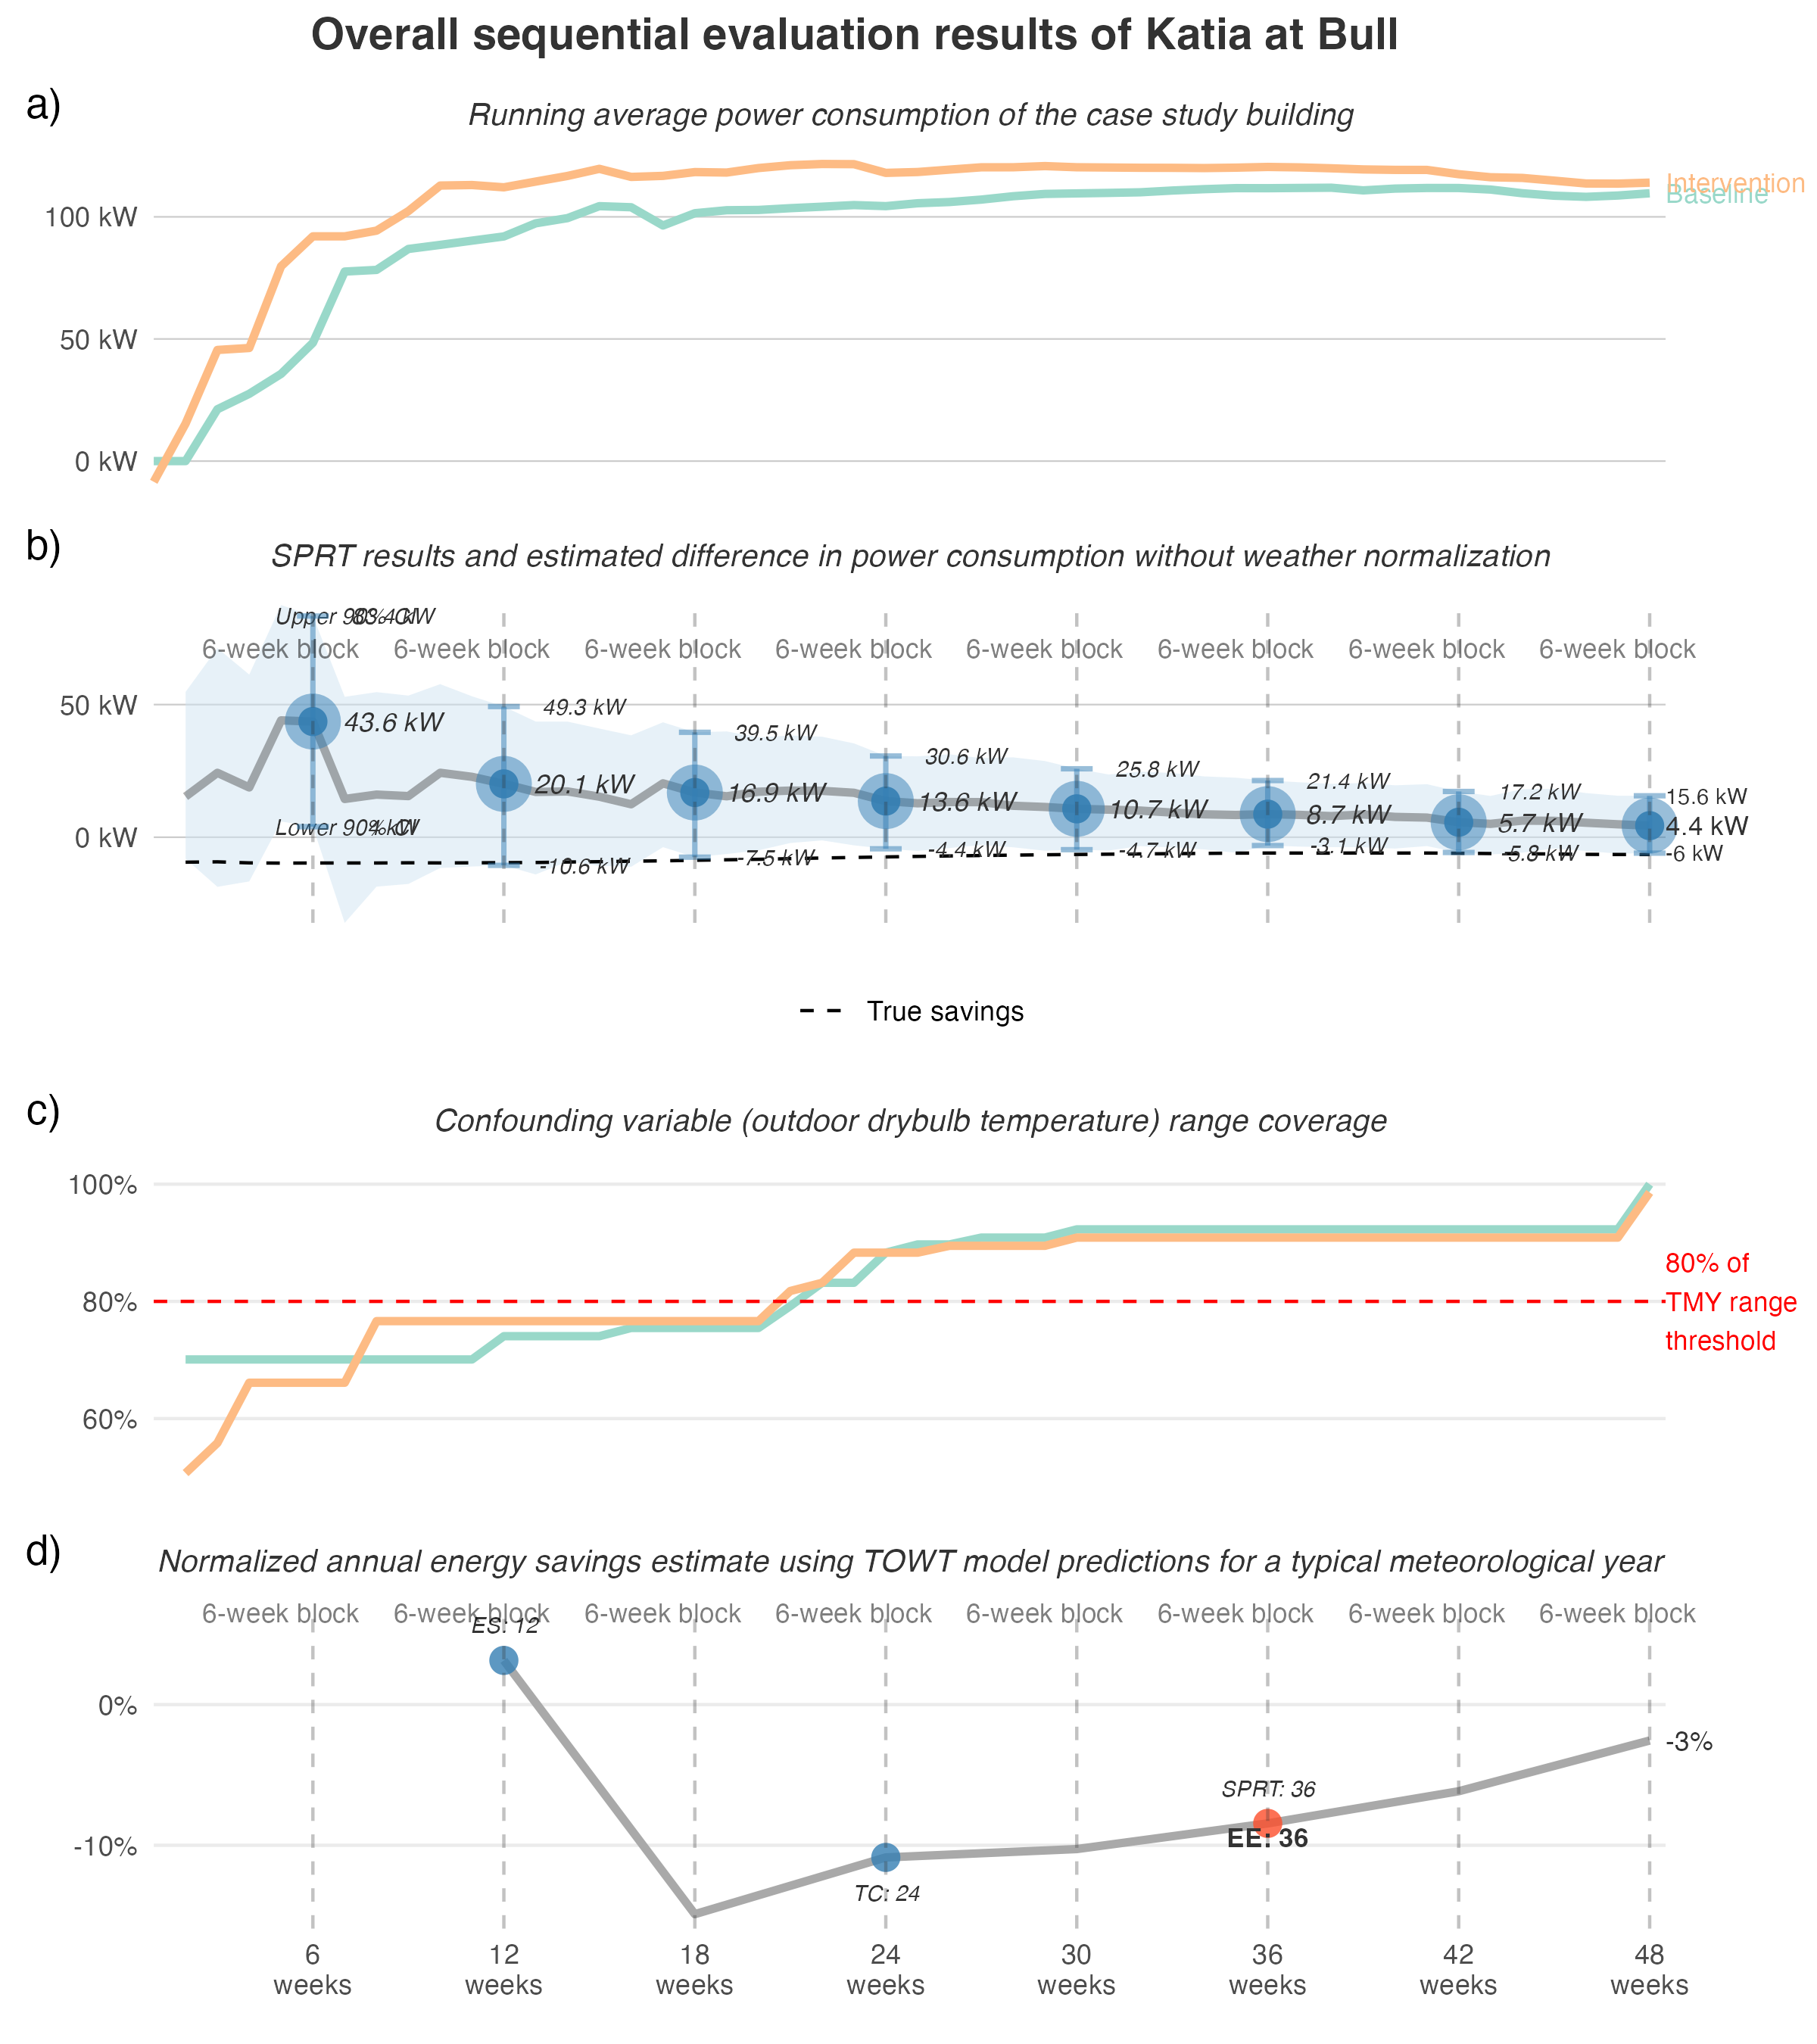 Overall sequential evaluation results of Katia at Bull
a)
Running average power consumption of the case study building
100 kW
50 kW
0 kW
Intervention
Baseline
b)
SPRT results and estimated difference in power consumption without weather normalization
Upper 90% CI
83.4 kW
6-week block
6-week block
6-week block
6-week block
6-week block
6-week block
6-week block
6-week block
50 kW
0 kW
43.6 kW
Lower 90% CI
49.3 kW
20.1 kW
-10.6 kW
39.5 kW
16.9 kW
-7.5 kW
30.6 kW
13.6 kW
-4.4 kW
25.8 kW
10.7 kW
-4.7 kW
21.4 kW
8.7 kW
-3.1 kW
17.2 kW
5.7 kW
-5.8 kW
15.6 kW
4.4 kW
-6 kW
True savings
c)
Confounding variable (outdoor drybulb temperature) range coverage
100%
80%
60%
80% of
TMY range
threshold
d)
Normalized annual energy savings estimate using TOWT model predictions for a typical meteorological year
6-week block
6-week block
6-week block
6-week block
6-week block
6-week block
6-week block
6-week block
ES: 12
0%
-10%
-3%
SPRT: 36
EE: 36
TC: 24
6
weeks
12
weeks
18
weeks
24
weeks
30
weeks
36
weeks
42
weeks
48
weeks